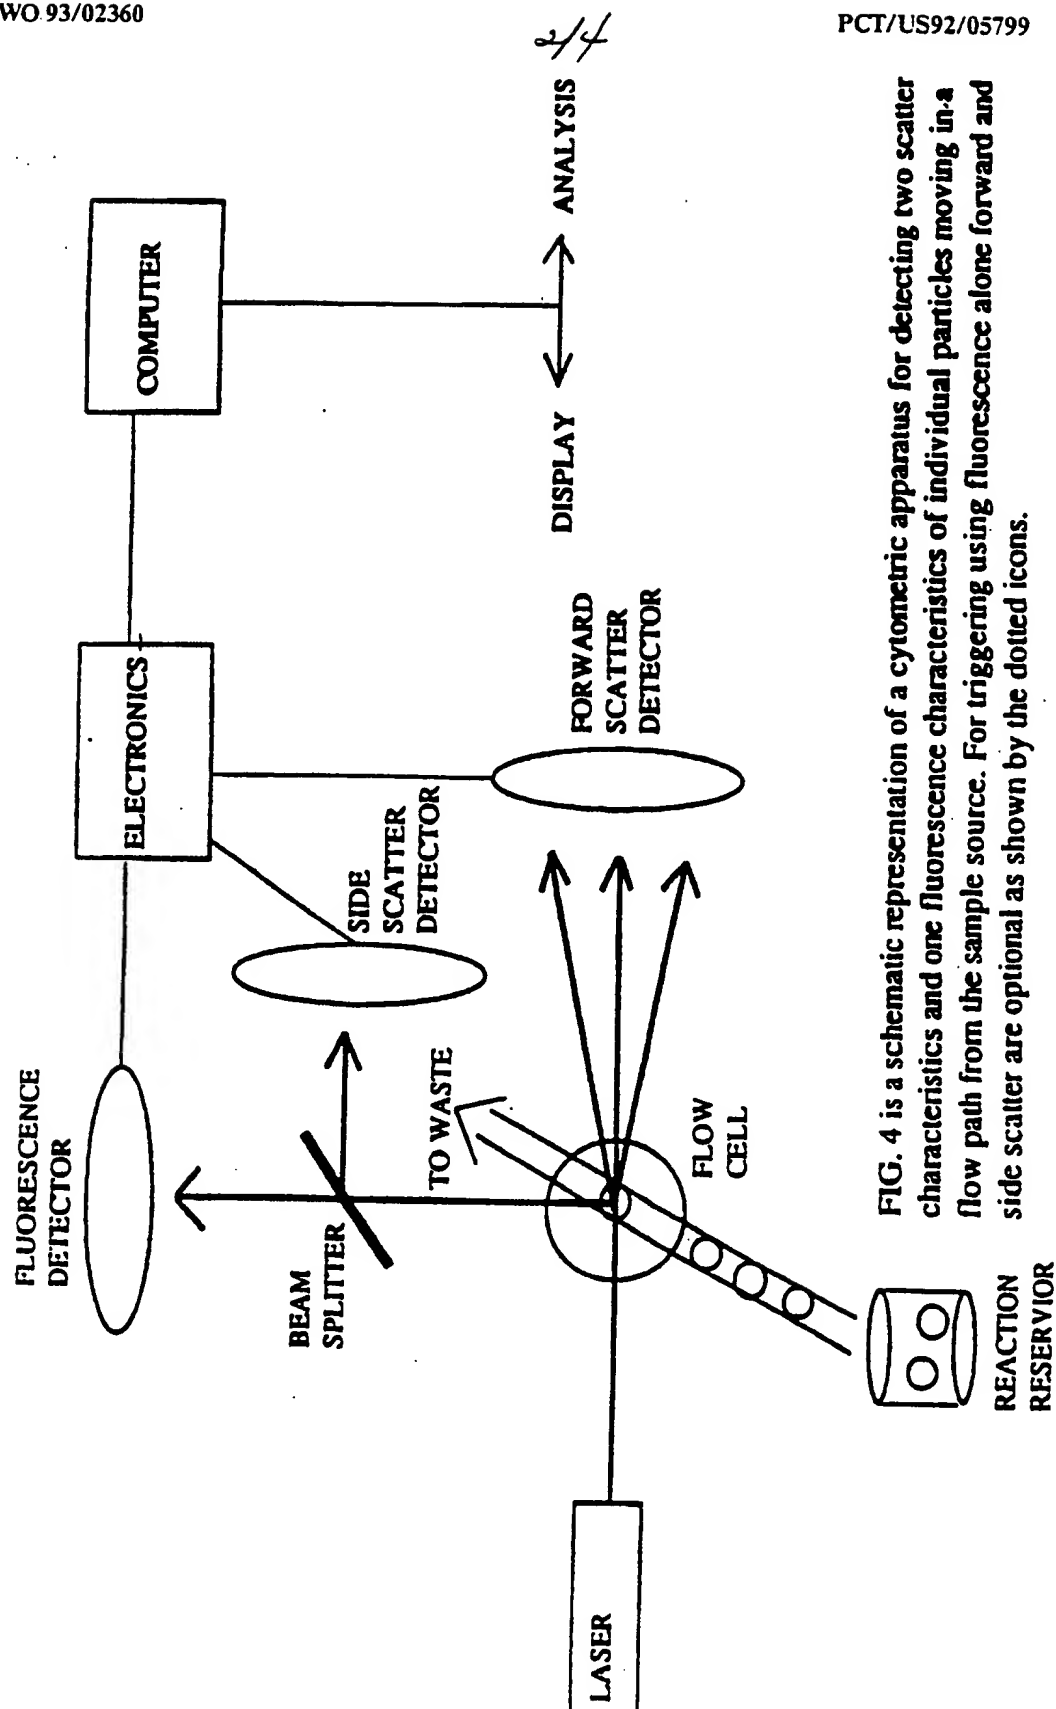 WO 93/02360
PCT/US92/05799
2/4
FLUORESCENCE
DETECTOR
ELECTRONICS
COMPUTER
BEAM
SPLITTER
SIDE
SCATTER
DETECTOR
TO WASTE
DISPLAY
ANALYSIS
LASER
FLOW
CELL
FORWARD
SCATTER
DETECTOR
REACTION
RESERVIOR
FIG. 4 is a schematic representation of a cytometric apparatus for detecting two scatter
characteristics and one fluorescence characteristics of individual particles moving in a
flow path from the sample source. For triggering using fluorescence alone forward and
side scatter are optional as shown by the dotted icons.